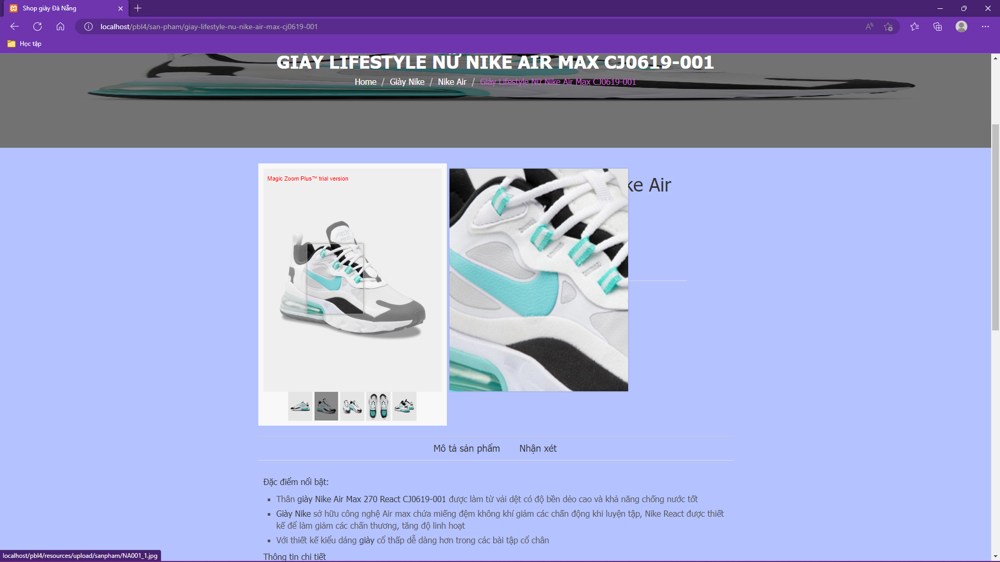 Shop giày Đà Nẵng
localhost/pbl4/san-pham/giay-lifestyle-nu-nike-air-max-cj0619-001
Học tập
GIÀY LIFESTYLE NỮ NIKE AIR MAX CJ0619-001
Home / Giày Nike / Nike Air / Giày Lifestyle Nữ Nike Air Max CJ0619-001
Magic Zoom Plus™ trial version
ke Air
Mô tả sản phẩm Nhận xét
Đặc điểm nổi bật:
Thân giày Nike Air Max 270 React CJ0619-001 được làm từ vải dệt có độ bền dẻo cao và khả năng chống nước tốt
Giày Nike sở hữu công nghệ Air max chứa miếng đệm không khí giảm các chấn động khi luyện tập, Nike React được thiết
kế để làm giảm các chấn thương, tăng độ linh hoạt
Với thiết kế kiểu dáng giày cổ thấp dễ dàng hơn trong các bài tập cổ chân
Thông tin chi tiết
localhost/pbl4/resources/upload/sanpham/NA001_1.jpg